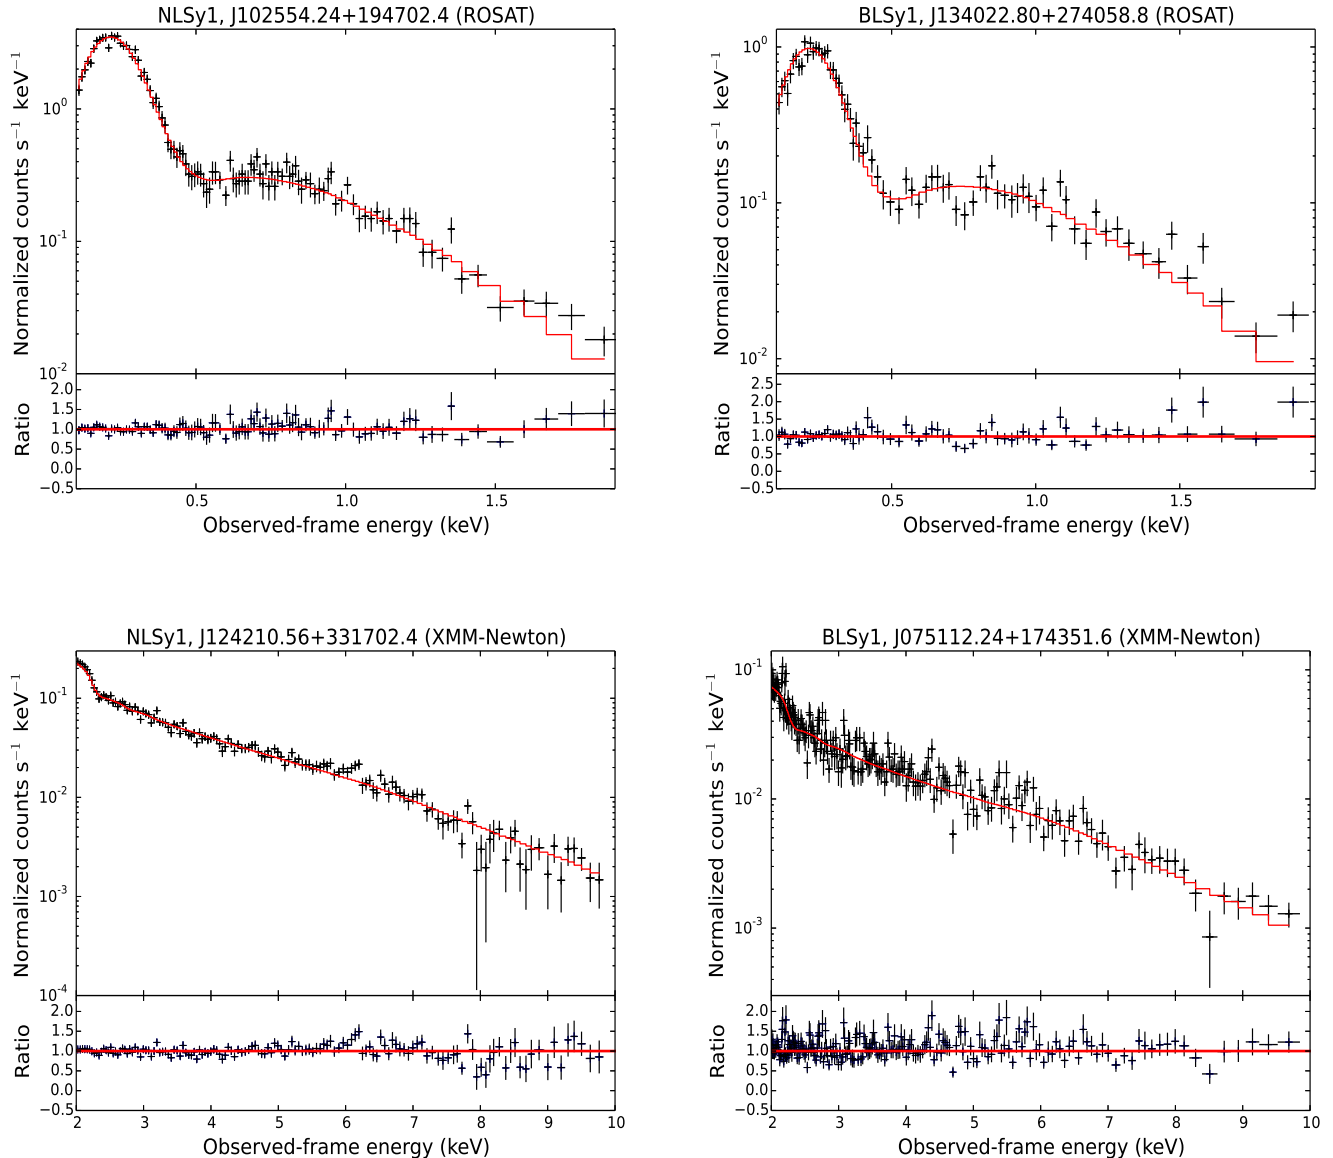 NLSy1, J102554.24+194702.4 (ROSAT)
Normalized counts s⁻¹ keV⁻¹
10⁰
10⁻¹
10⁻²
Ratio
2.0
1.5
1.0
0.5
0.0
−0.5
0.5 1.0 1.5
Observed-frame energy (keV)
BLSy1, J134022.80+274058.8 (ROSAT)
Normalized counts s⁻¹ keV⁻¹
10⁰
10⁻¹
10⁻²
Ratio
2.5
2.0
1.5
1.0
0.5
0.0
−0.5
0.5 1.0 1.5
Observed-frame energy (keV)
NLSy1, J124210.56+331702.4 (XMM-Newton)
Normalized counts s⁻¹ keV⁻¹
10⁻¹
10⁻²
10⁻³
10⁻⁴
Ratio
2.0
1.5
1.0
0.5
0.0
−0.5
2 3 4 5 6 7 8 9 10
Observed-frame energy (keV)
BLSy1, J075112.24+174351.6 (XMM-Newton)
Normalized counts s⁻¹ keV⁻¹
10⁻¹
10⁻²
10⁻³
Ratio
2.0
1.5
1.0
0.5
0.0
−0.5
2 3 4 5 6 7 8 9 10
Observed-frame energy (keV)